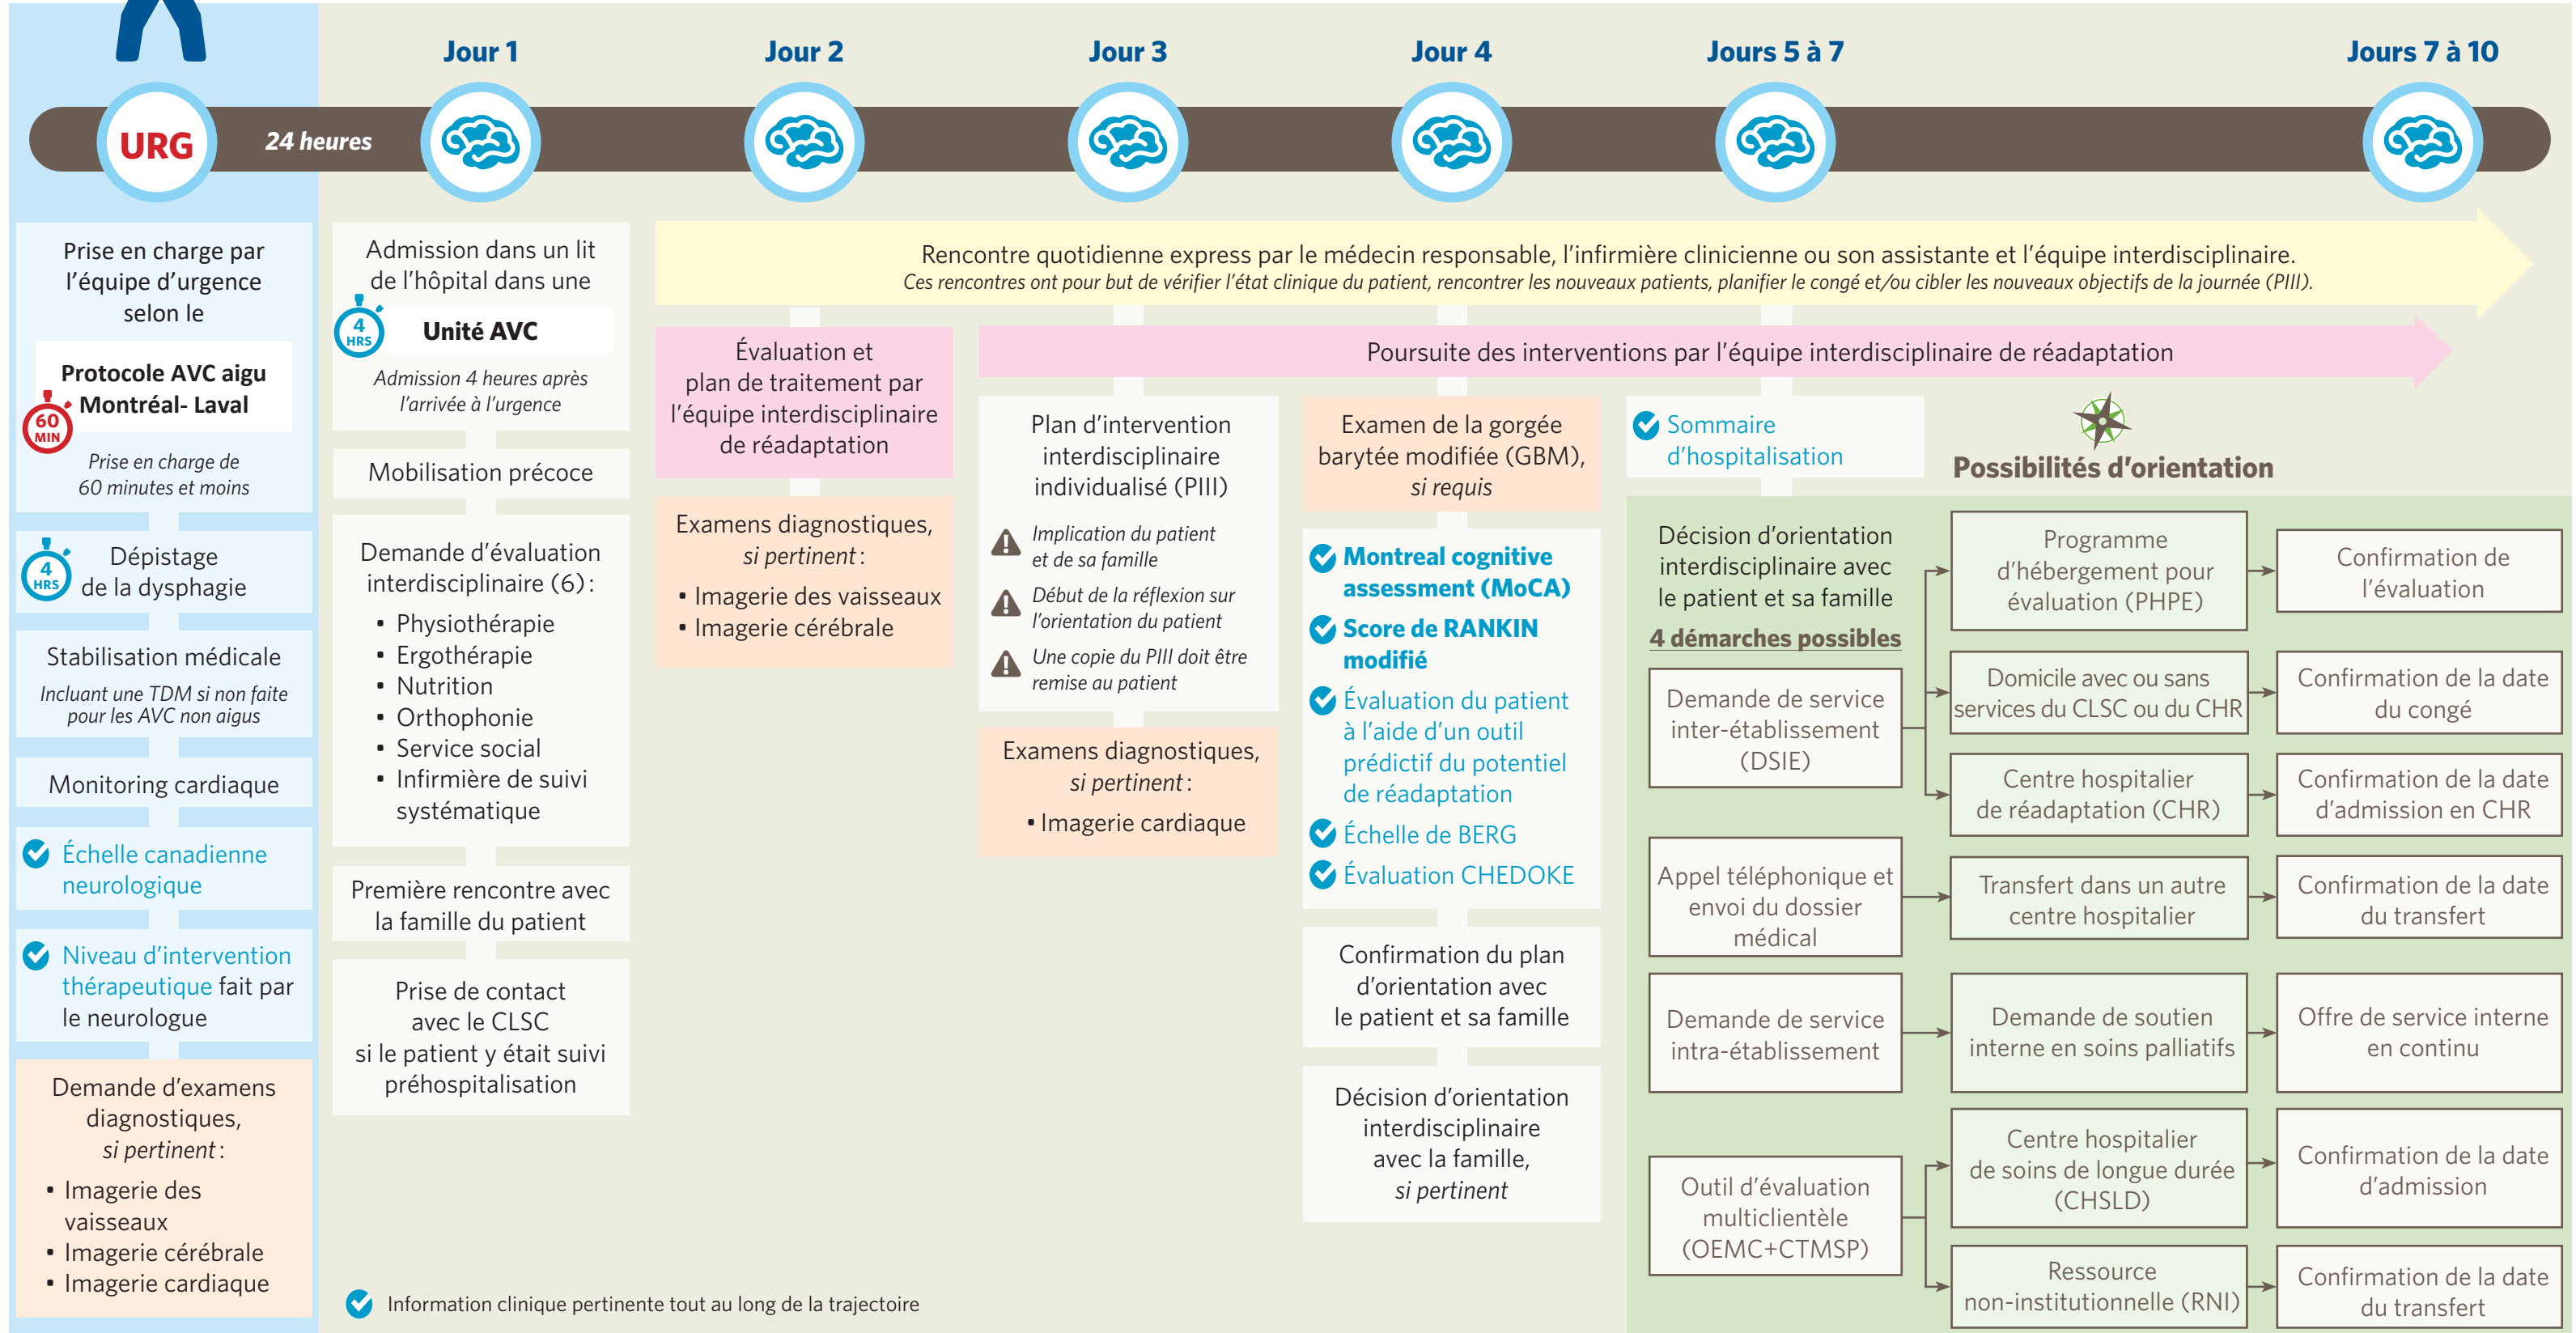 Jour 1
Jour 2
Jour 3
Jour 4
Jours 5 à 7
Jours 7 à 10
URG
24 heures
Prise en charge par
l’équipe d’urgence
selon le
Protocole AVC aigu
Montréal- Laval
60
MIN
Prise en charge de
60 minutes et moins
4
HRS
Dépistage
de la dysphagie
Stabilisation médicale
Incluant une TDM si non faite
pour les AVC non aigus
Monitoring cardiaque
Échelle canadienne
neurologique
Niveau d’intervention
thérapeutique fait par
le neurologue
Demande d’examens
diagnostiques,
si pertinent :
• Imagerie des
vaisseaux
• Imagerie cérébrale
• Imagerie cardiaque
Admission dans un lit
de l’hôpital dans une
4
HRS
Unité AVC
Admission 4 heures après
l’arrivée à l’urgence
Mobilisation précoce
Demande d’évaluation
interdisciplinaire (6) :
• Physiothérapie
• Ergothérapie
• Nutrition
• Orthophonie
• Service social
• Infirmière de suivi
systématique
Première rencontre avec
la famille du patient
Prise de contact
avec le CLSC
si le patient y était suivi
préhospitalisation
Rencontre quotidienne express par le médecin responsable, l’infirmière clinicienne ou son assistante et l’équipe interdisciplinaire.
Ces rencontres ont pour but de vérifier l’état clinique du patient, rencontrer les nouveaux patients, planifier le congé et/ou cibler les nouveaux objectifs de la journée (PIII).
Évaluation et
plan de traitement par
l’équipe interdisciplinaire
de réadaptation
Examens diagnostiques,
si pertinent :
• Imagerie des vaisseaux
• Imagerie cérébrale
Poursuite des interventions par l’équipe interdisciplinaire de réadaptation
Plan d’intervention
interdisciplinaire
individualisé (PIII)
Implication du patient
et de sa famille
Début de la réflexion sur
l’orientation du patient
Une copie du PIII doit être
remise au patient
Examens diagnostiques,
si pertinent :
• Imagerie cardiaque
Examen de la gorgée
barytée modifiée (GBM),
si requis
Montreal cognitive
assessment (MoCA)
Score de RANKIN
modifié
Évaluation du patient
à l’aide d’un outil
prédictif du potentiel
de réadaptation
Échelle de BERG
Évaluation CHEDOKE
Confirmation du plan
d’orientation avec
le patient et sa famille
Décision d’orientation
interdisciplinaire
avec la famille,
si pertinent
Sommaire
d’hospitalisation
Possibilités d’orientation
Décision d’orientation
interdisciplinaire avec
le patient et sa famille
4 démarches possibles
Demande de service
inter-établissement
(DSIE)
Programme
d’hébergement pour
évaluation (PHPE)
Confirmation de
l’évaluation
Domicile avec ou sans
services du CLSC ou du CHR
Confirmation de la date
du congé
Centre hospitalier
de réadaptation (CHR)
Confirmation de la date
d’admission en CHR
Appel téléphonique et
envoi du dossier
médical
Transfert dans un autre
centre hospitalier
Confirmation de la date
du transfert
Demande de service
intra-établissement
Demande de soutien
interne en soins palliatifs
Offre de service interne
en continu
Outil d’évaluation
multiclientèle
(OEMC+CTMSP)
Centre hospitalier
de soins de longue durée
(CHSLD)
Confirmation de la date
d’admission
Ressource
non-institutionnelle (RNI)
Confirmation de la date
du transfert
Information clinique pertinente tout au long de la trajectoire